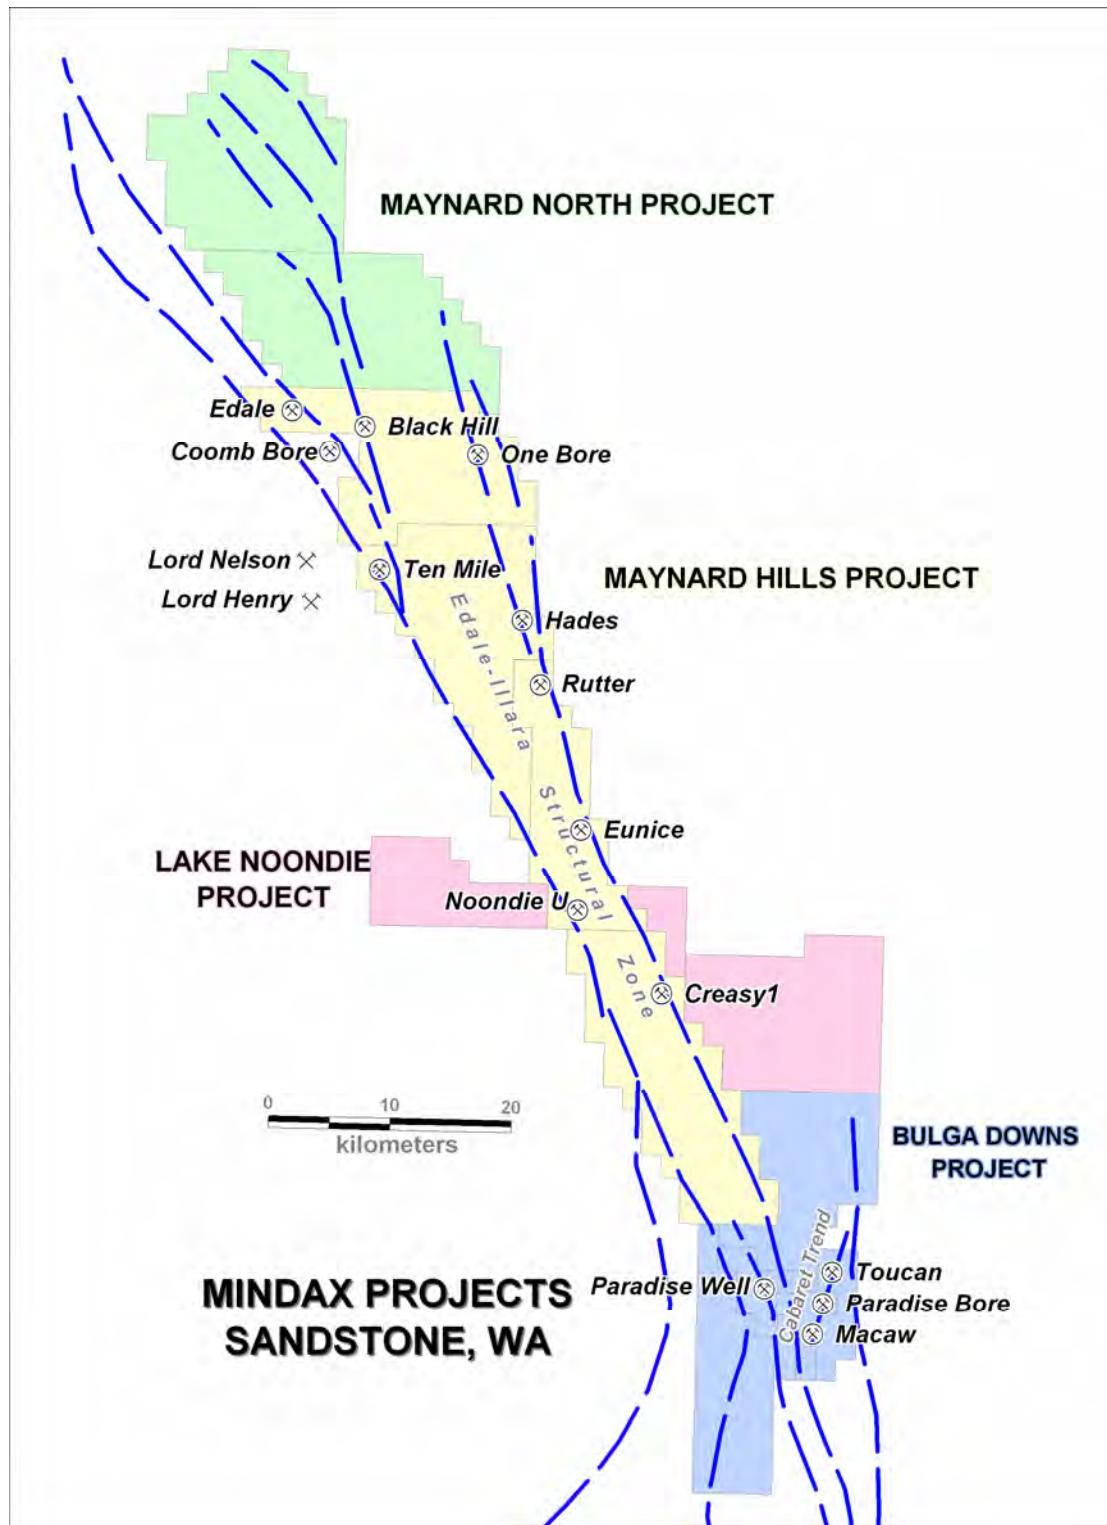 MAYNARD NORTH PROJECT
Edale
Black Hill
Coomb Bore
One Bore
Lord Nelson
Ten Mile
MAYNARD HILLS PROJECT
Lord Henry
Hades
Edale-Illara
Rutter
Structural
Eunice
LAKE NOONDIE
PROJECT
Noondie U
Zone
Creasy1
0 10 20
kilometers
BULGA DOWNS
PROJECT
Cabaret Trend
Toucan
Paradise Well
Paradise Bore
Macaw
MINDAX PROJECTS
SANDSTONE, WA